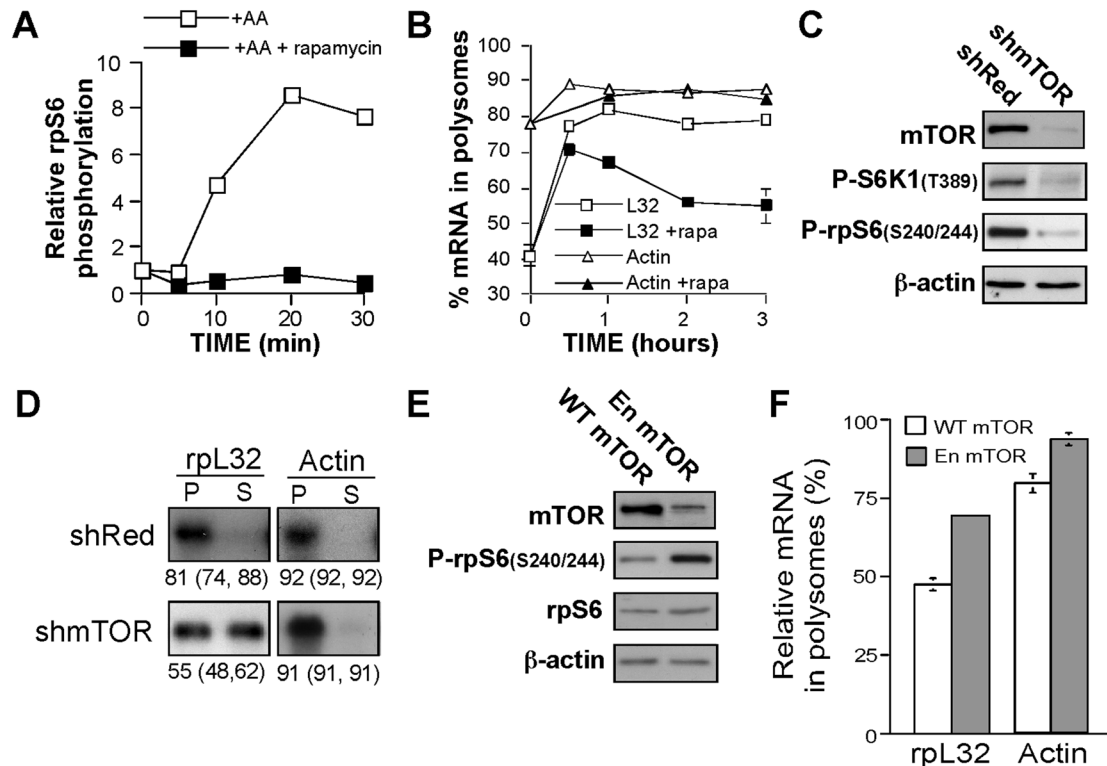 A
+AA
+AA + rapamycin
Relative rpS6
phosphorylation
10
8
6
4
2
0
0
10
20
30
TIME (min)
B
% mRNA in polysomes
100
90
80
70
60
50
40
30
L32
L32 +rapa
Actin
Actin +rapa
0
1
2
3
TIME (hours)
C
shRed
shmTOR
mTOR
P-S6K1(T389)
P-rpS6(S240/244)
β-actin
D
rpL32
Actin
P S P S
shRed
81 (74, 88) 92 (92, 92)
shmTOR
55 (48,62) 91 (91, 91)
E
WT mTOR
En mTOR
mTOR
P-rpS6(S240/244)
rpS6
β-actin
F
Relative mRNA
in polysomes (%)
100
75
50
25
0
WT mTOR
En mTOR
rpL32
Actin